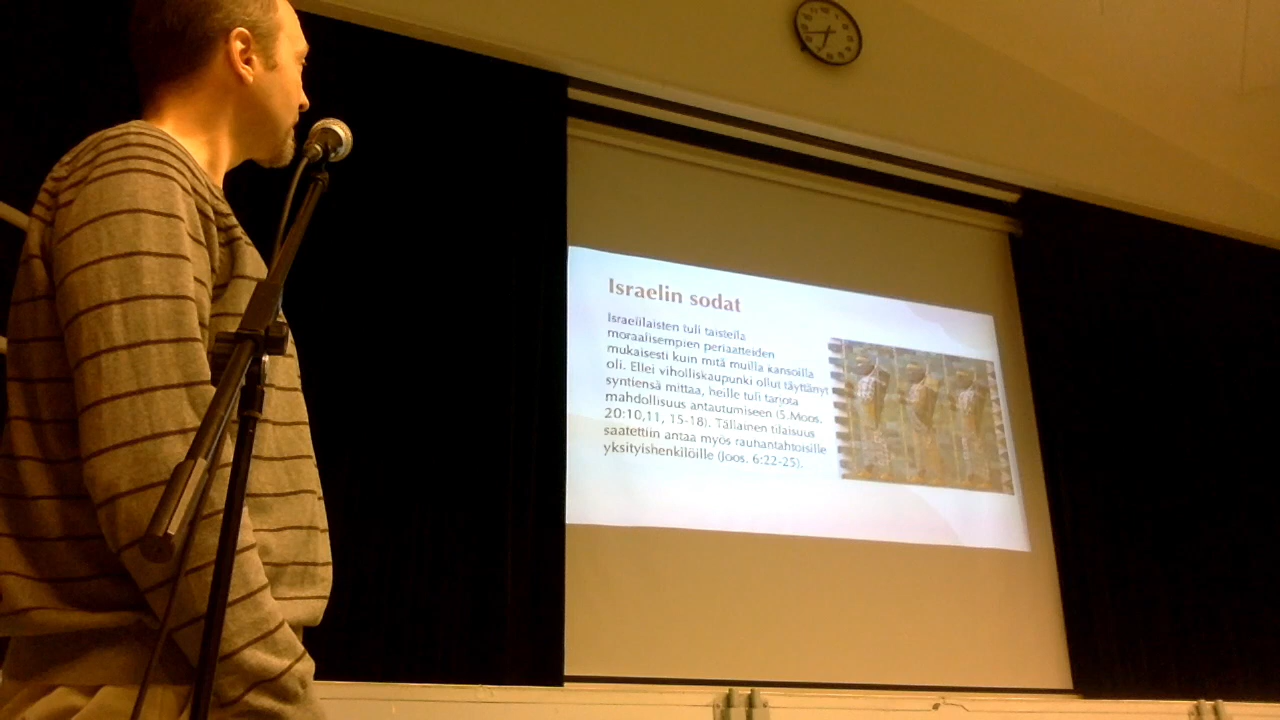 Israelin sodat
Israelilaisten tuli taistella
moraalisempien periaatteiden
mukaisesti kuin mitä muilla kansoilla
oli. Ellei viholliskaupunki ollut täyttänyt
syntiensä mittaa, heille tuli tarjota
mahdollisuus antautumiseen (5.Moos.
20:10,11, 15-18). Tällainen tilaisuus
saatettiin antaa myös rauhantahtoisille
yksityishenkilöille (Joos. 6:22-25).